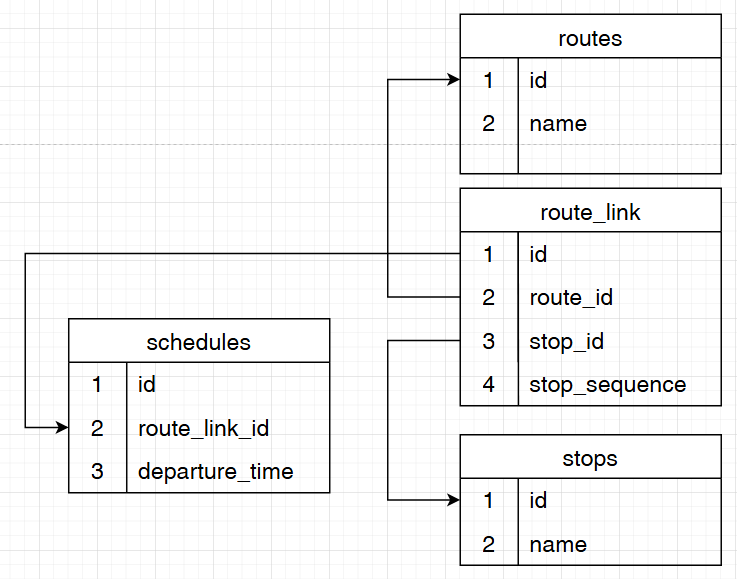 routes
1 id
2 name
route_link
1 id
2 route_id
3 stop_id
4 stop_sequence
schedules
1 id
2 route_link_id
3 departure_time
stops
1 id
2 name